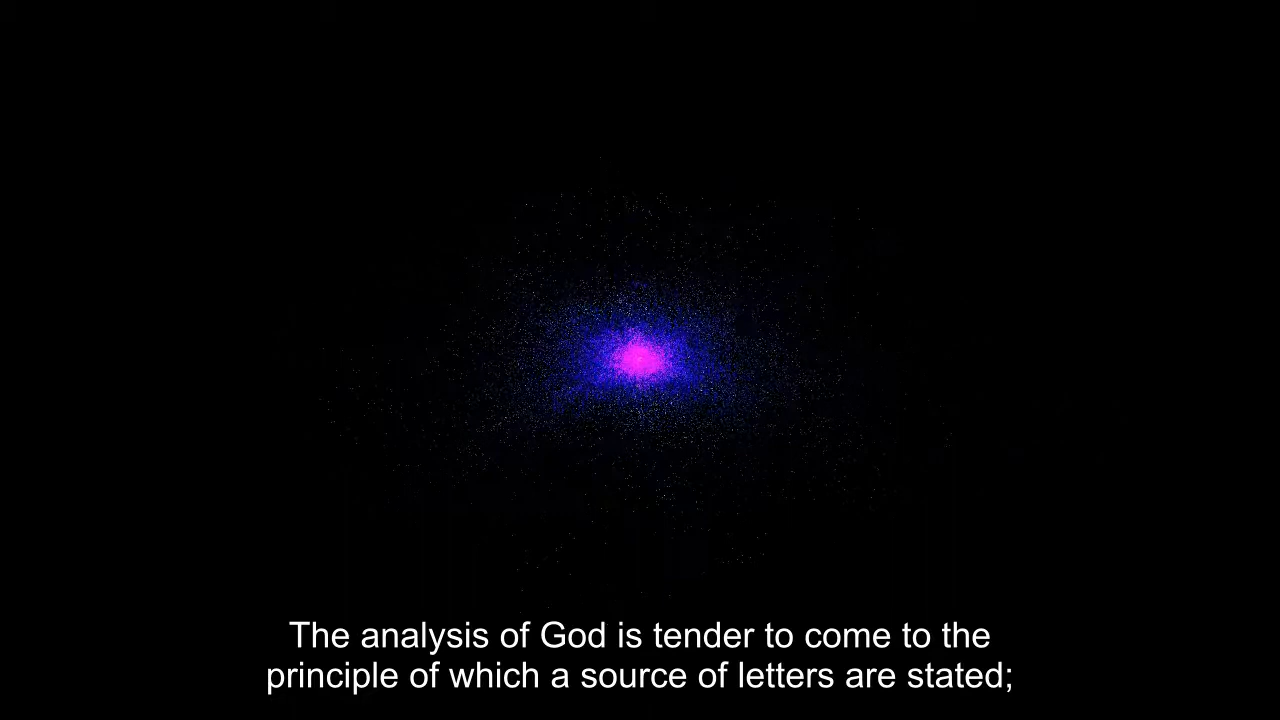 The analysis of God is tender to come to the
principle of which a source of letters are stated;